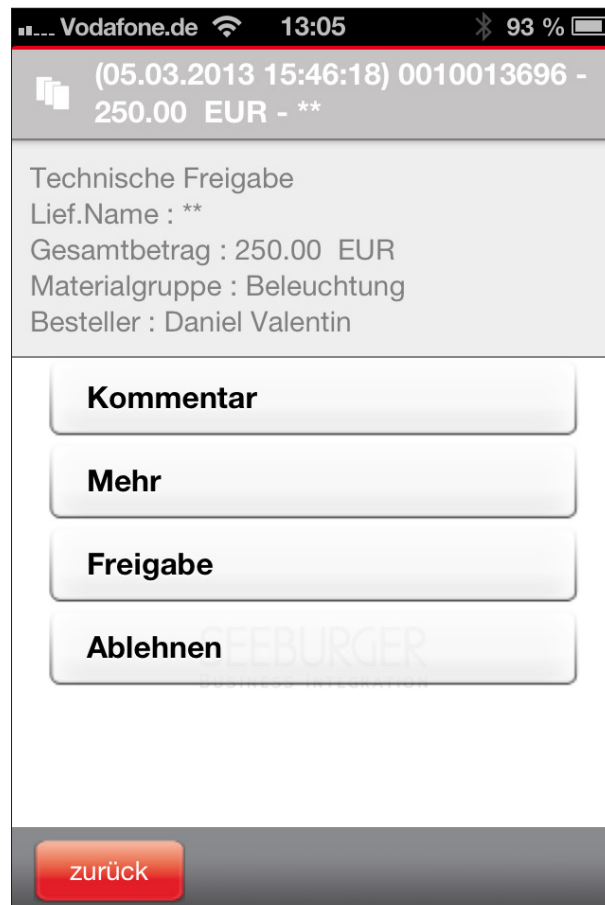 Vodafone.de 13:05 93 %
(05.03.2013 15:46:18) 0010013696 -
250.00 EUR - **
Technische Freigabe
Lief.Name : **
Gesamtbetrag : 250.00 EUR
Materialgruppe : Beleuchtung
Besteller : Daniel Valentin
Kommentar
Mehr
Freigabe
Ablehnen
SEEBURGER
BUSINESS INTEGRATION
zurück